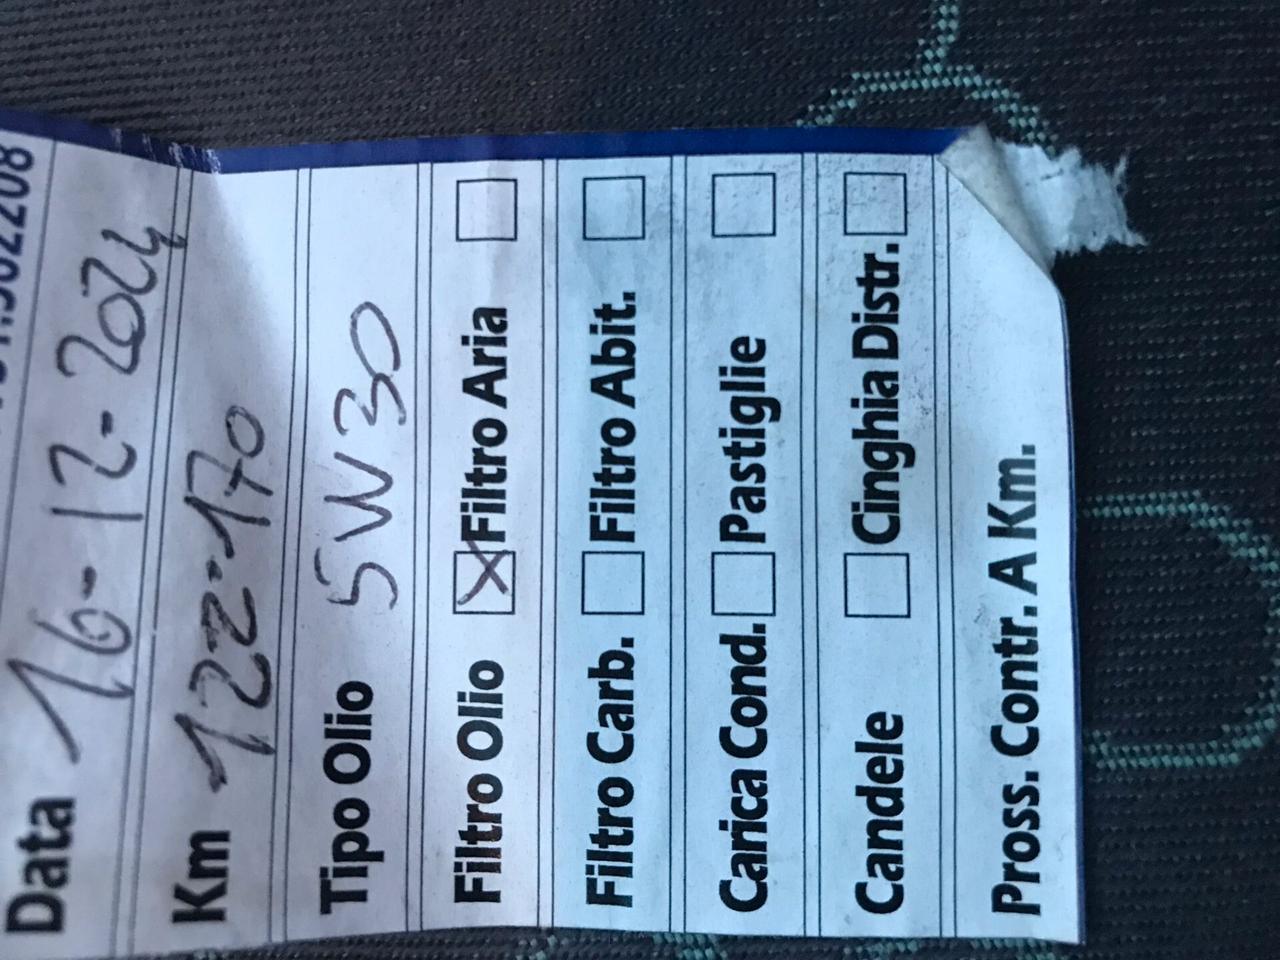 Data 16-12-2024
Km 122.170
Tipo Olio 5W30
Filtro Olio X Filtro Aria
Filtro Carb. Filtro Abit.
Carica Cond. Pastiglie
Candele Cinghia Distr.
Pross. Contr. A Km.